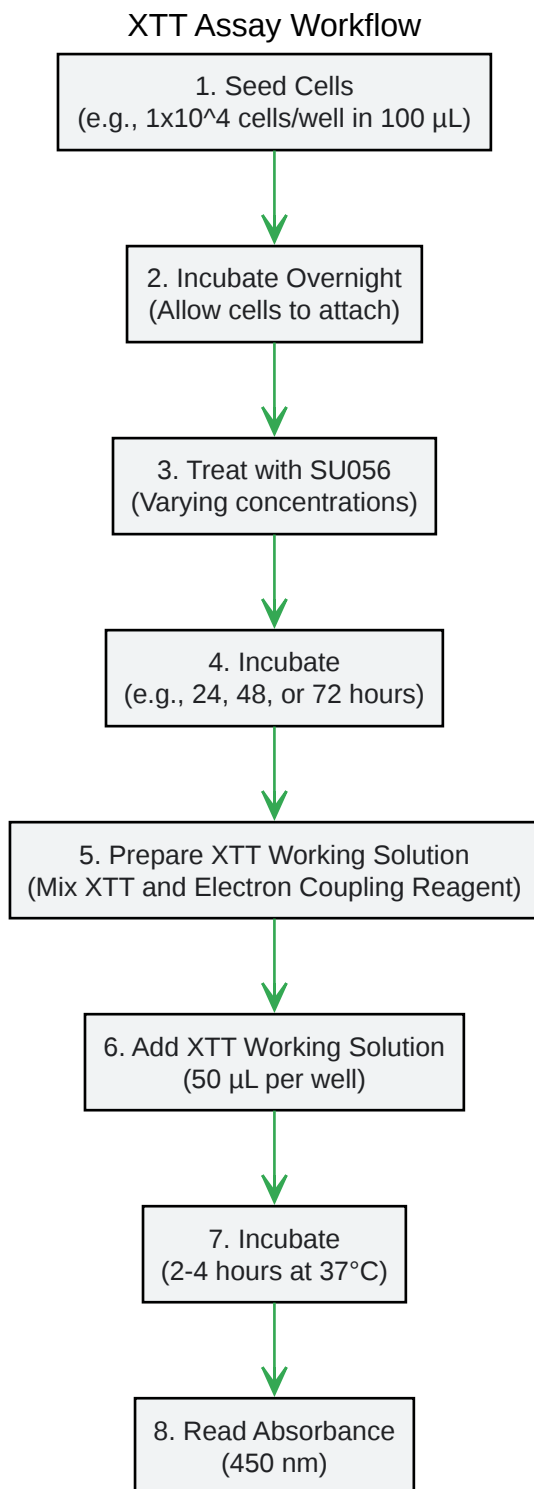 XTT Assay Workflow
1. Seed Cells
(e.g., 1x10^4 cells/well in 100 µL)
2. Incubate Overnight
(Allow cells to attach)
3. Treat with SU056
(Varying concentrations)
4. Incubate
(e.g., 24, 48, or 72 hours)
5. Prepare XTT Working Solution
(Mix XTT and Electron Coupling Reagent)
6. Add XTT Working Solution
(50 µL per well)
7. Incubate
(2-4 hours at 37°C)
8. Read Absorbance
(450 nm)